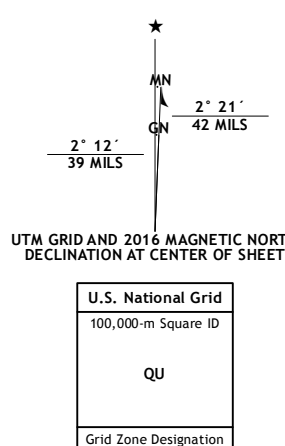 ★
MN
2° 21´
GN
42 MILS
2° 12´
39 MILS
UTM GRID AND 2016 MAGNETIC NORT
DECLINATION AT CENTER OF SHEET
U.S. National Grid
100,000-m Square ID
QU
Grid Zone Designation